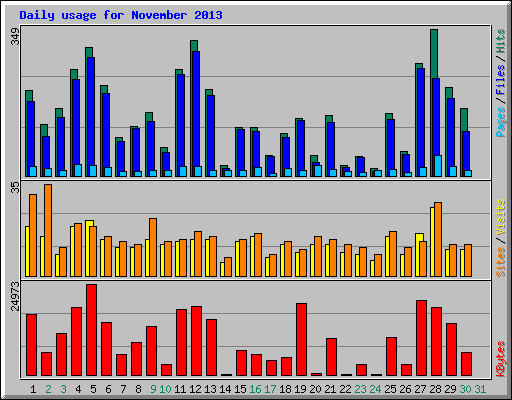 Daily usage for November 2013
349
Pages / Files / Hits
35
Sites / Visits
24973
KBytes
1 2 3 4 5 6 7 8 9 10 11 12 13 14 15 16 17 18 19 20 21 22 23 24 25 26 27 28 29 30 31